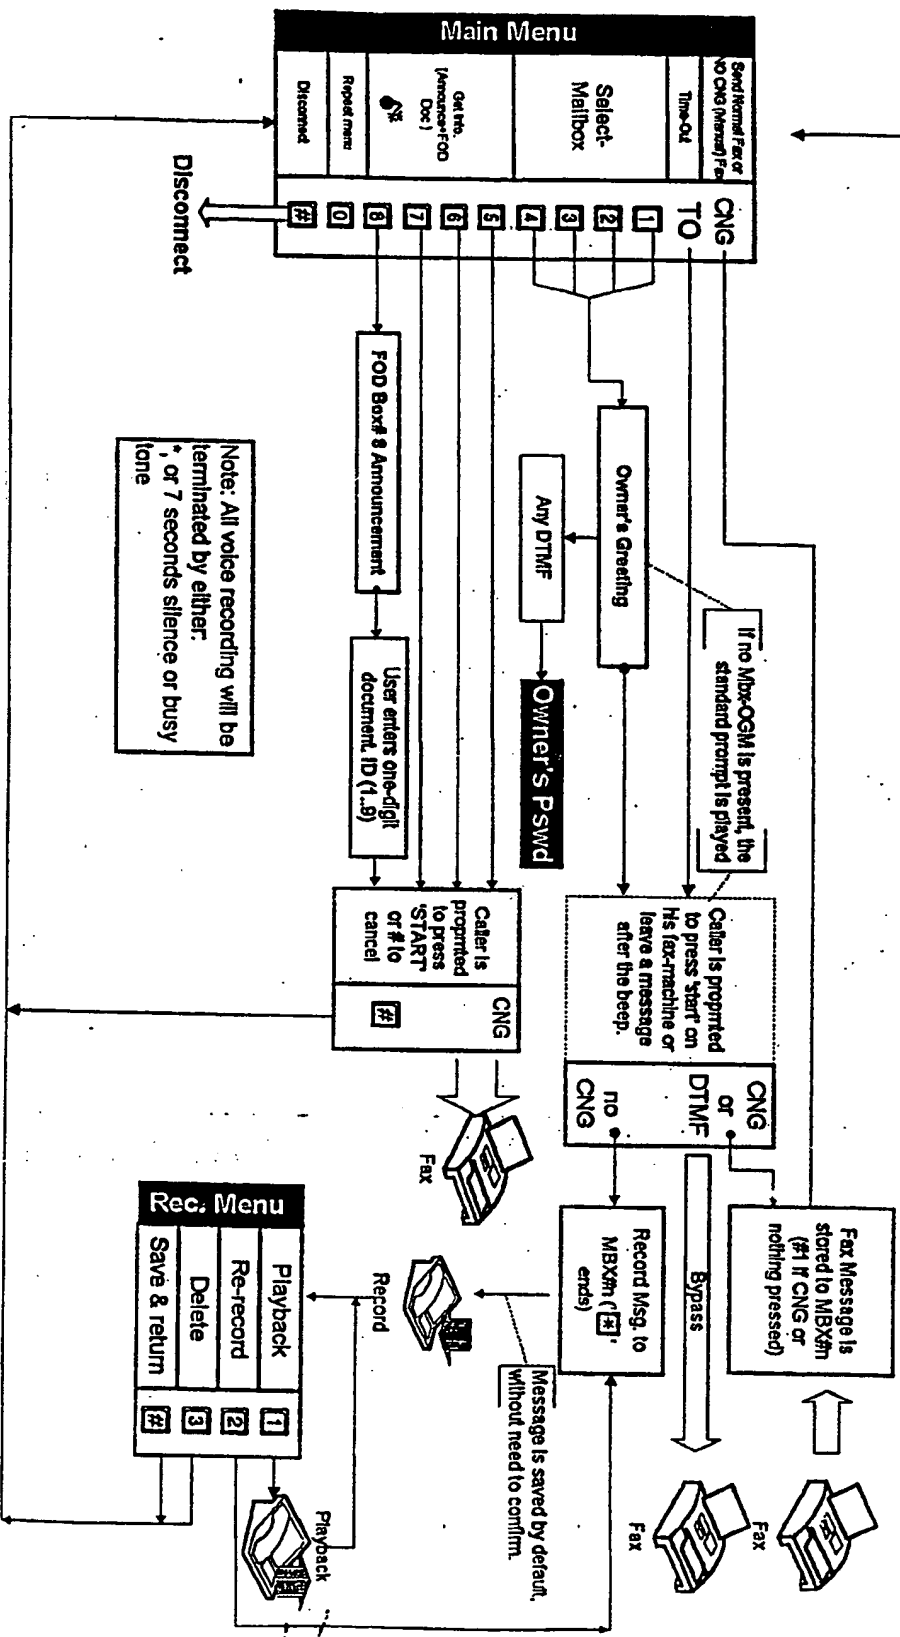 Main Menu
Send Normal Fax or
NO CNG (Manual) Fax
CNG
Time-Out
TO
Select-
Mailbox
1
2
3
4
Get Info.
(Announce+FOD
Doc)
5
6
7
8
Repeat menu
0
Disconnect
#
Disconnect
Owner's Greeting
Any DTMF
Owner's Pswd
If no Mbx-OGM is present, the
standard prompt is played
FOD Box# 8 Announcement
User enters one-digit
document. ID (1..9)
Note: All voice recording will be
terminated by either:
*, or 7 seconds silence or busy
tone
Caller is propmted
to press 'start' on
his fax-machine or
leave a message
after the beep.
CNG
or
DTMF
no
CNG
Caller is
propmted
to press
'START'
or # to
cancel
CNG
#
Fax
Fax Message is
stored to MBX#n
(#1 if CNG or
nothing pressed)
Fax
Bypass
Fax
Record Msg. to
MBX#n ('[*]'
ends)
Message is saved by default,
without need to confirm.
Record
Rec. Menu
Playback
1
Re-record
2
Delete
3
Save & return
#
Playback